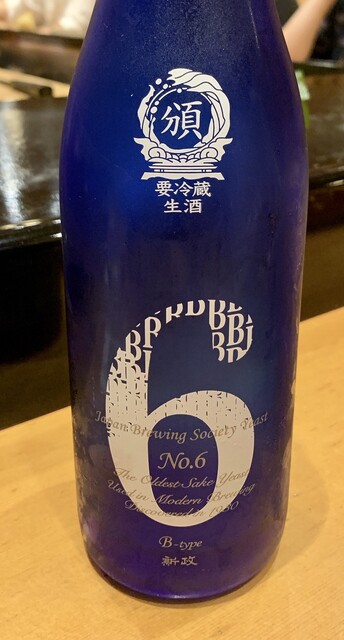 頒
要冷蔵
生酒
6
Japan Brewing Society Yeast
No.6
The Oldest Sake Yeast
Used in Modern Brewing
Discovered in 1930
B-type
新政